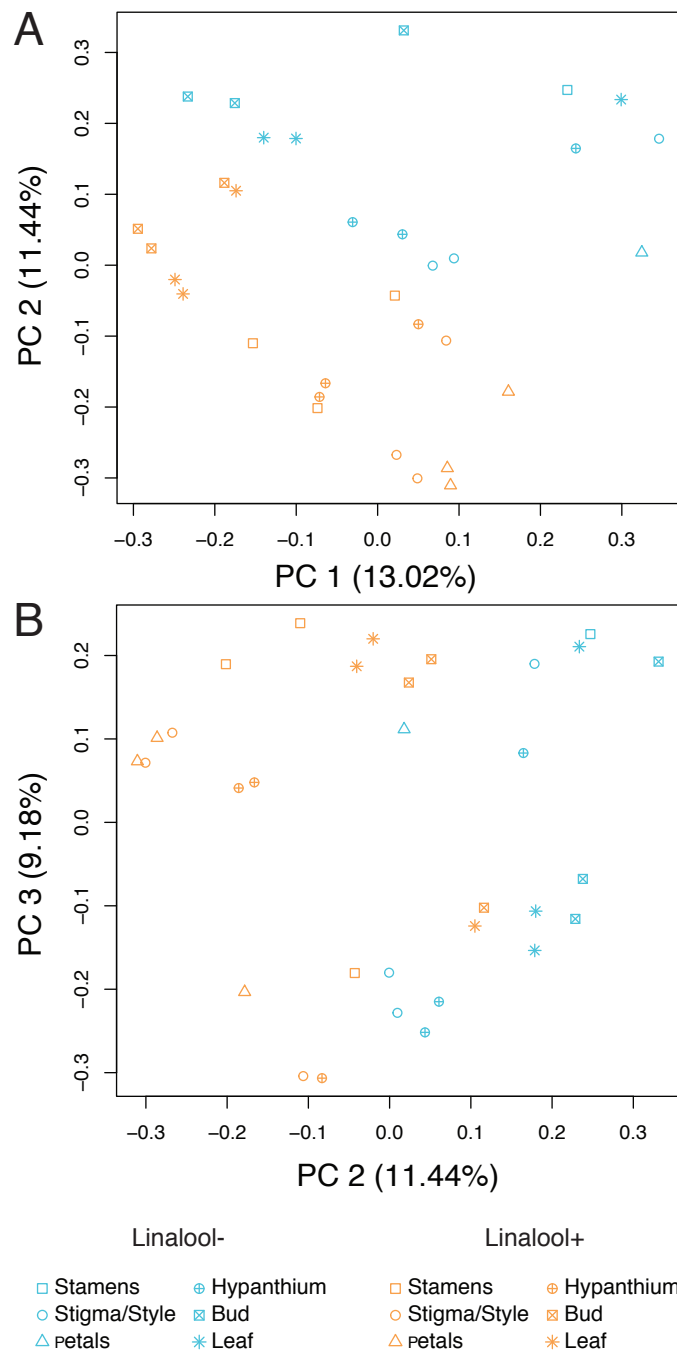 A
PC 2 (11.44%)
0.3
0.2
0.1
0.0
−0.1
−0.2
−0.3
−0.3 −0.2 −0.1 0.0 0.1 0.2 0.3
PC 1 (13.02%)
B
PC 3 (9.18%)
0.2
0.1
0.0
−0.1
−0.2
−0.3
−0.3 −0.2 −0.1 0.0 0.1 0.2 0.3
PC 2 (11.44%)
Linalool- Linalool+
Stamens Hypanthium Stamens Hypanthium
Stigma/Style Bud Stigma/Style Bud
Petals Leaf Petals Leaf